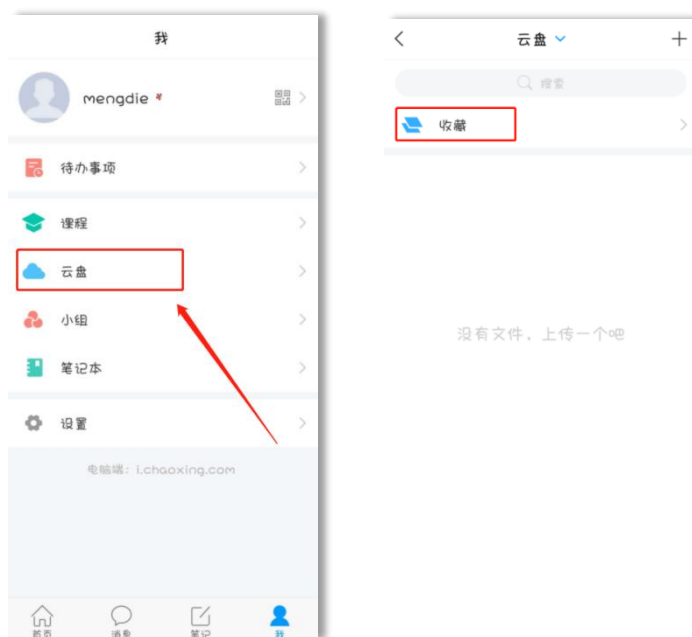 我
mengdie
待办事项
课程
云盘
小组
笔记本
设置
电脑端：i.chaoxing.com
首页
消息
笔记
我
云盘
搜索
收藏
没有文件，上传一个吧